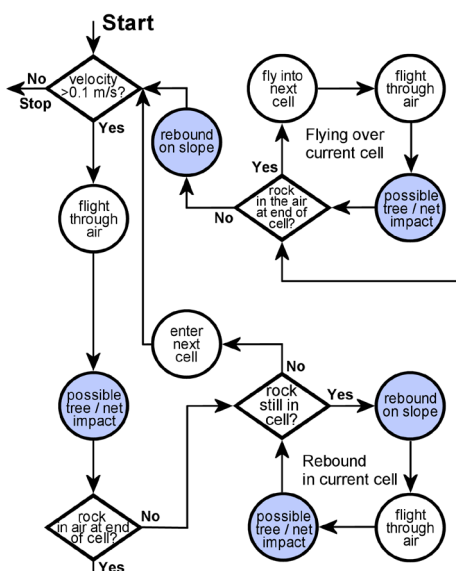 Start
No
velocity
>0.1 m/s?
Stop
Yes
flight
through
air
possible
tree / net
impact
rock
in air at end
of cell?
No
Yes
rebound
on slope
fly into
next
cell
flight
through
air
Flying over
current cell
Yes
rock
in the air
at end of
cell?
No
possible
tree / net
impact
enter
next
cell
No
rock
still in
cell?
Yes
rebound
on slope
Rebound
in current cell
possible
tree / net
impact
flight
through
air